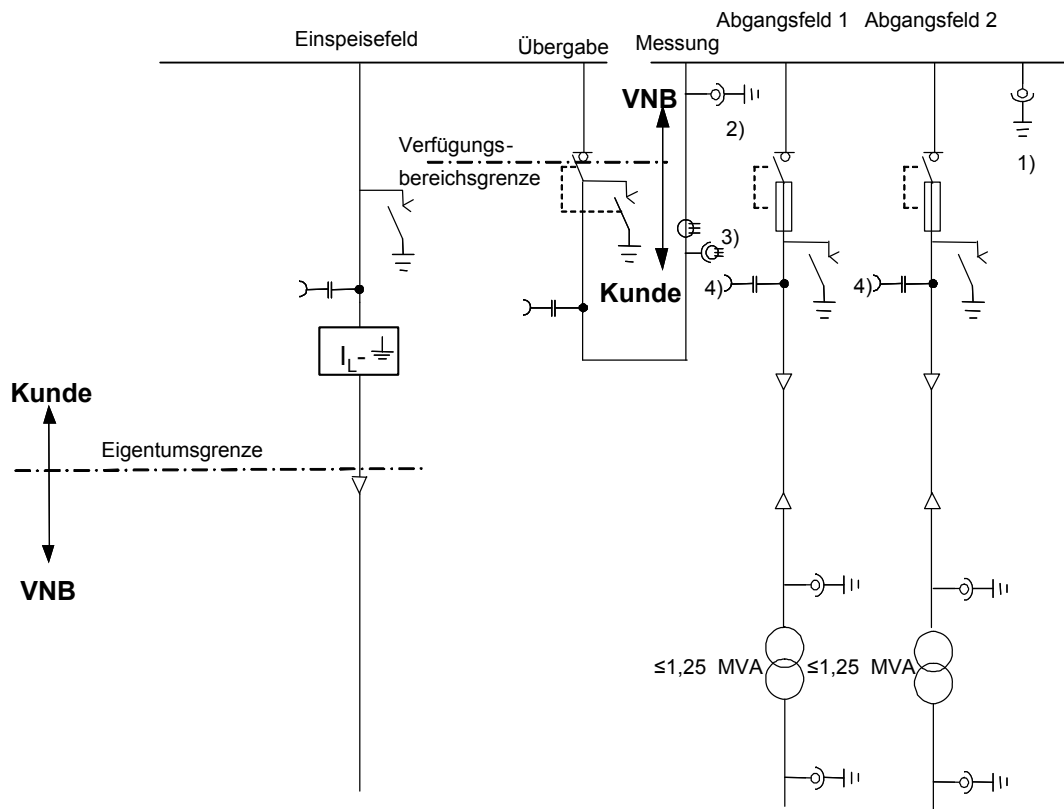 Einspeisefeld
Übergabe
Messung
Abgangsfeld 1
Abgangsfeld 2
VNB
2)
1)
Verfügungs-
bereichsgrenze
3)
Kunde
4)
4)
I_L-
Kunde
Eigentumsgrenze
VNB
≤1,25 MVA
≤1,25 MVA